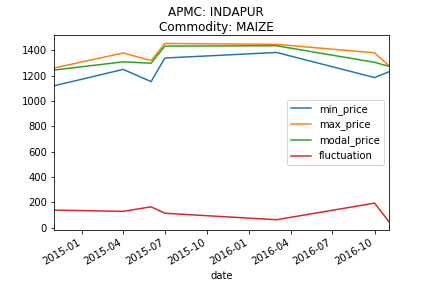 APMC: INDAPUR
Commodity: MAIZE
1400
1200
1000
800
600
400
200
0
min_price
max_price
modal_price
fluctuation
2015-01
2015-04
2015-07
2015-10
2016-01
2016-04
2016-07
2016-10
date